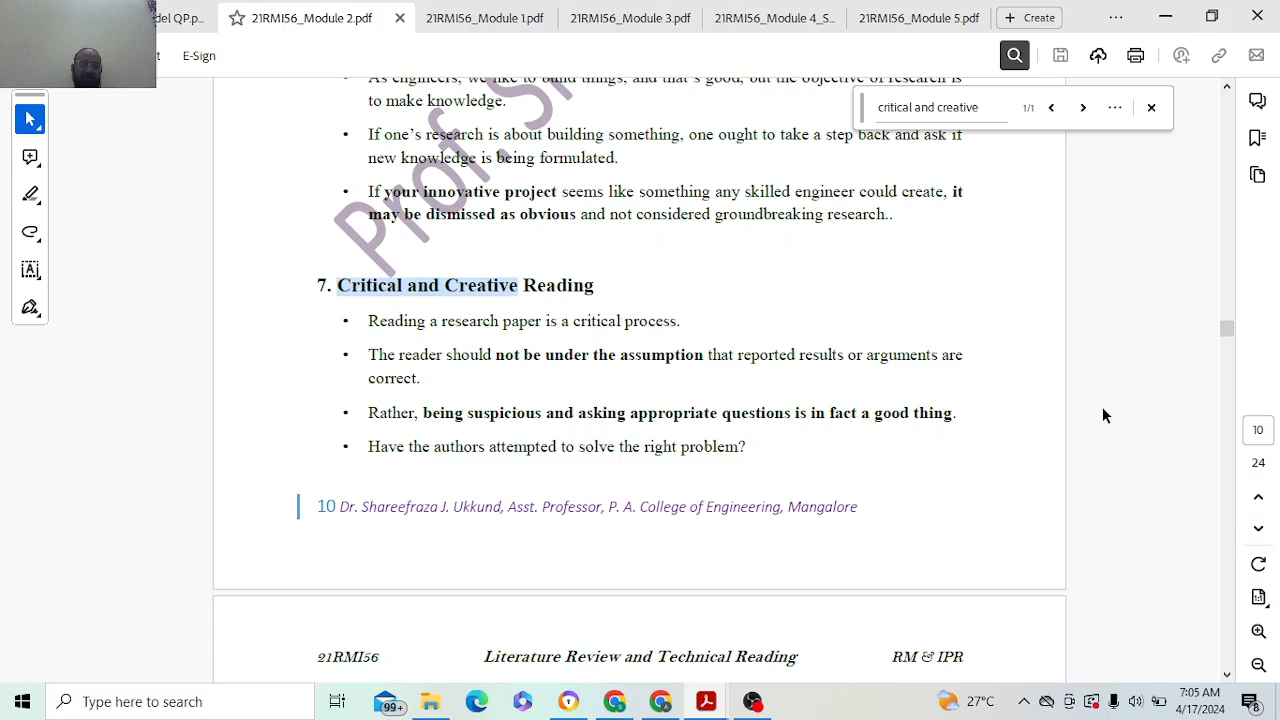 del QP.p...
21RMI56_Module 2.pdf
21RMI56_Module 1.pdf
21RMI56_Module 3.pdf
21RMI56_Module 4_S...
21RMI56_Module 5.pdf
+ Create
E-Sign
critical and creative
1/1
As engineers, we like to build things, and that's good, but the objective of research is
to make knowledge.
• If one's research is about building something, one ought to take a step back and ask if
new knowledge is being formulated.
• If your innovative project seems like something any skilled engineer could create, it
may be dismissed as obvious and not considered groundbreaking research..
Prof. S
7. Critical and Creative Reading
• Reading a research paper is a critical process.
• The reader should not be under the assumption that reported results or arguments are
correct.
• Rather, being suspicious and asking appropriate questions is in fact a good thing.
• Have the authors attempted to solve the right problem?
10 Dr. Shareefraza J. Ukkund, Asst. Professor, P. A. College of Engineering, Mangalore
10
24
21RMI56 Literature Review and Technical Reading RM & IPR
Type here to search
99+
27°C
7:05 AM
4/17/2024
8